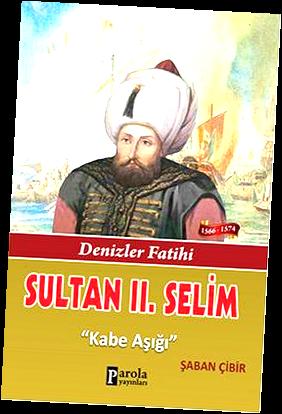 1566 - 1574
Denizler Fatihi
SULTAN II. SELİM
"Kabe Aşığı"
ŞABAN ÇİBİR
Parola
yayınları